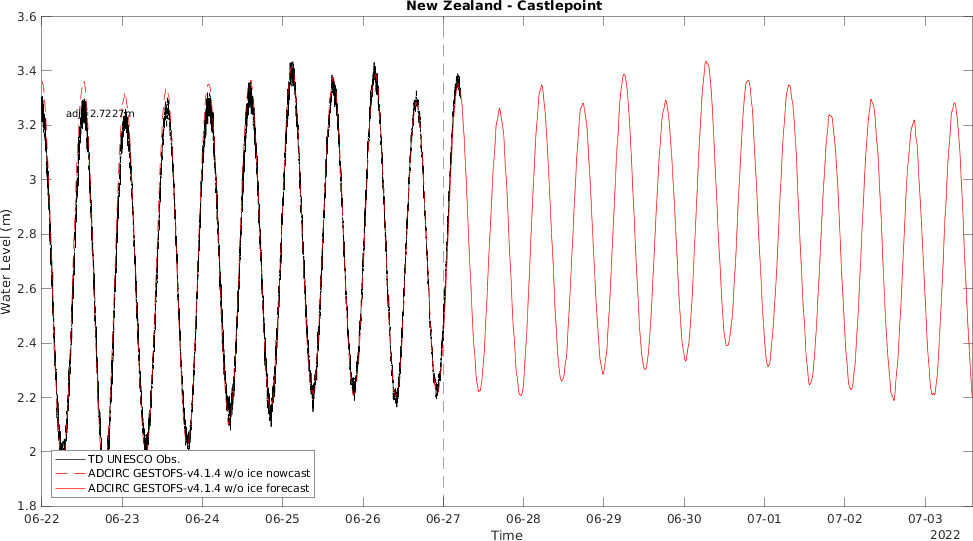 New Zealand - Castlepoint
3.6
3.4
3.2
3
2.8
2.6
2.4
2.2
2
1.8
Water Level (m)
2.7227m
TD UNESCO Obs.
ADCIRC GESTOFS-v4.1.4 w/o ice nowcast
ADCIRC GESTOFS-v4.1.4 w/o ice forecast
06-22 06-23 06-24 06-25 06-26 06-27 06-28 06-29 06-30 07-01 07-02 07-03
Time
2022